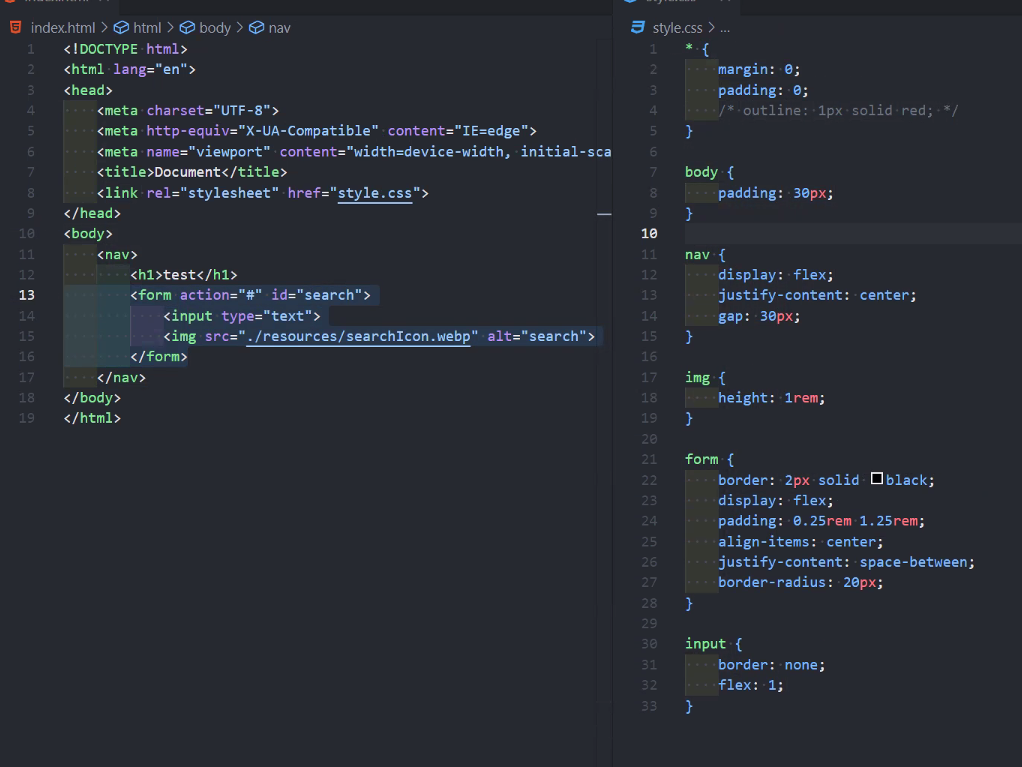 index.html > html > body > nav
1 <!DOCTYPE html>
2 <html lang="en">
3 <head>
4 <meta charset="UTF-8">
5 <meta http-equiv="X-UA-Compatible" content="IE=edge">
6 <meta name="viewport" content="width=device-width, initial-sca
7 <title>Document</title>
8 <link rel="stylesheet" href="style.css">
9 </head>
10 <body>
11 <nav>
12 <h1>test</h1>
13 <form action="#" id="search">
14 <input type="text">
15 <img src="./resources/searchIcon.webp" alt="search">
16 </form>
17 </nav>
18 </body>
19 </html>
style.css > ...
1 * {
2 margin: 0;
3 padding: 0;
4 /* outline: 1px solid red; */
5 }
6
7 body {
8 padding: 30px;
9 }
10
11 nav {
12 display: flex;
13 justify-content: center;
14 gap: 30px;
15 }
16
17 img {
18 height: 1rem;
19 }
20
21 form {
22 border: 2px solid black;
23 display: flex;
24 padding: 0.25rem 1.25rem;
25 align-items: center;
26 justify-content: space-between;
27 border-radius: 20px;
28 }
29
30 input {
31 border: none;
32 flex: 1;
33 }